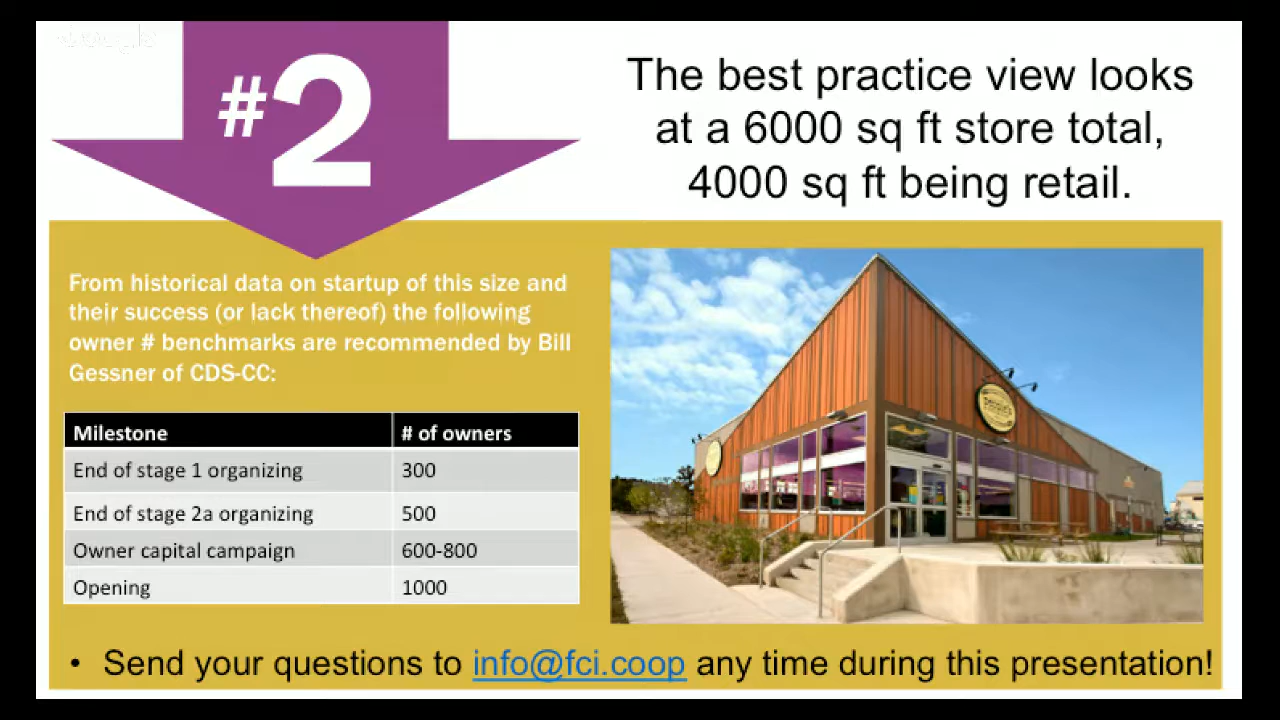 #2
The best practice view looks
at a 6000 sq ft store total,
4000 sq ft being retail.
From historical data on startup of this size and
their success (or lack thereof) the following
owner # benchmarks are recommended by Bill
Gessner of CDS-CC:
Milestone # of owners
End of stage 1 organizing 300
End of stage 2a organizing 500
Owner capital campaign 600-800
Opening 1000
• Send your questions to info@fci.coop any time during this presentation!